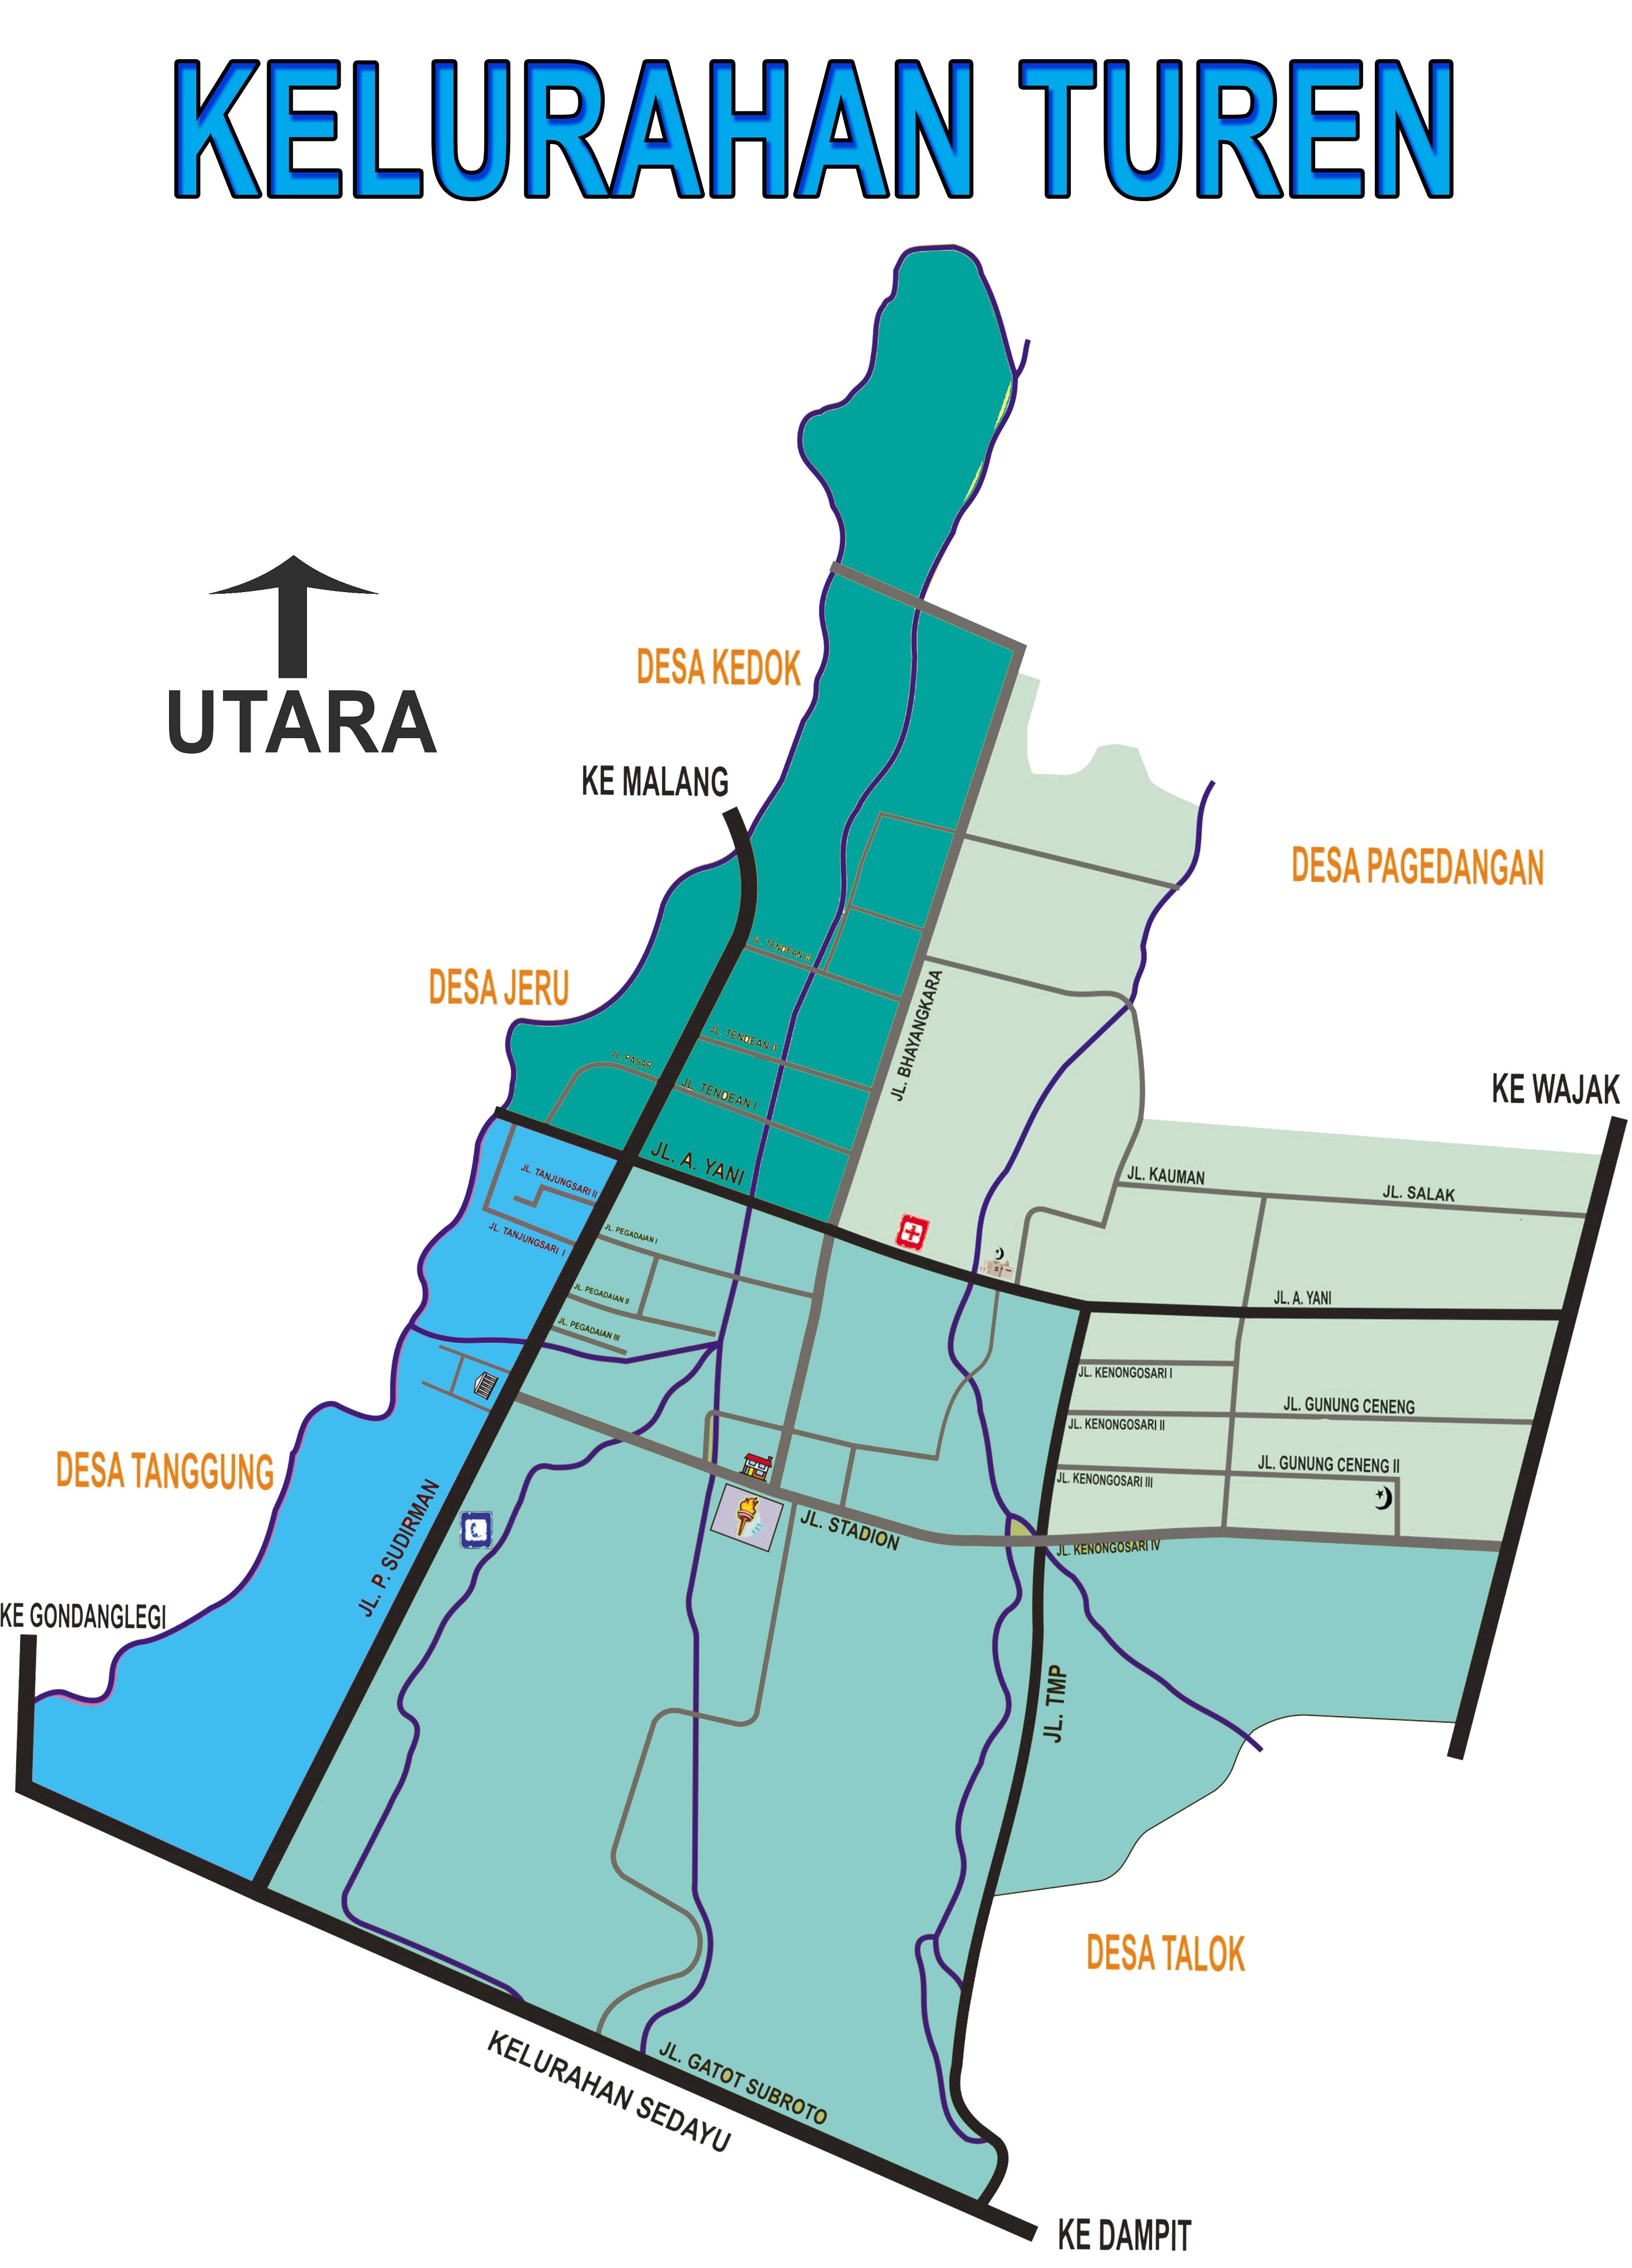 KELURAHAN TUREN
UTARA
DESA KEDOK
KE MALANG
DESA PAGEDANGAN
DESA JERU
JL. TENDEAN III
JL. BHAYANGKARA
JL. TENDEAN II
JL. PASAR
JL. TENDEAN I
KE WAJAK
JL. A. YANI
JL. KAUMAN
JL. SALAK
JL. TANJUNGSARI II
JL. TANJUNGSARI I
JL. PEGADAIAN I
JL. PEGADAIAN II
JL. PEGADAIAN III
JL. A. YANI
JL. KENONGOSARI I
JL. GUNUNG CENENG
JL. KENONGOSARI II
JL. GUNUNG CENENG II
JL. KENONGOSARI III
DESA TANGGUNG
JL. P. SUDIRMAN
JL. STADION
JL. KENONGOSARI IV
KE GONDANGLEGI
JL. TMP
DESA TALOK
KELURAHAN SEDAYU
JL. GATOT SUBROTO
KE DAMPIT